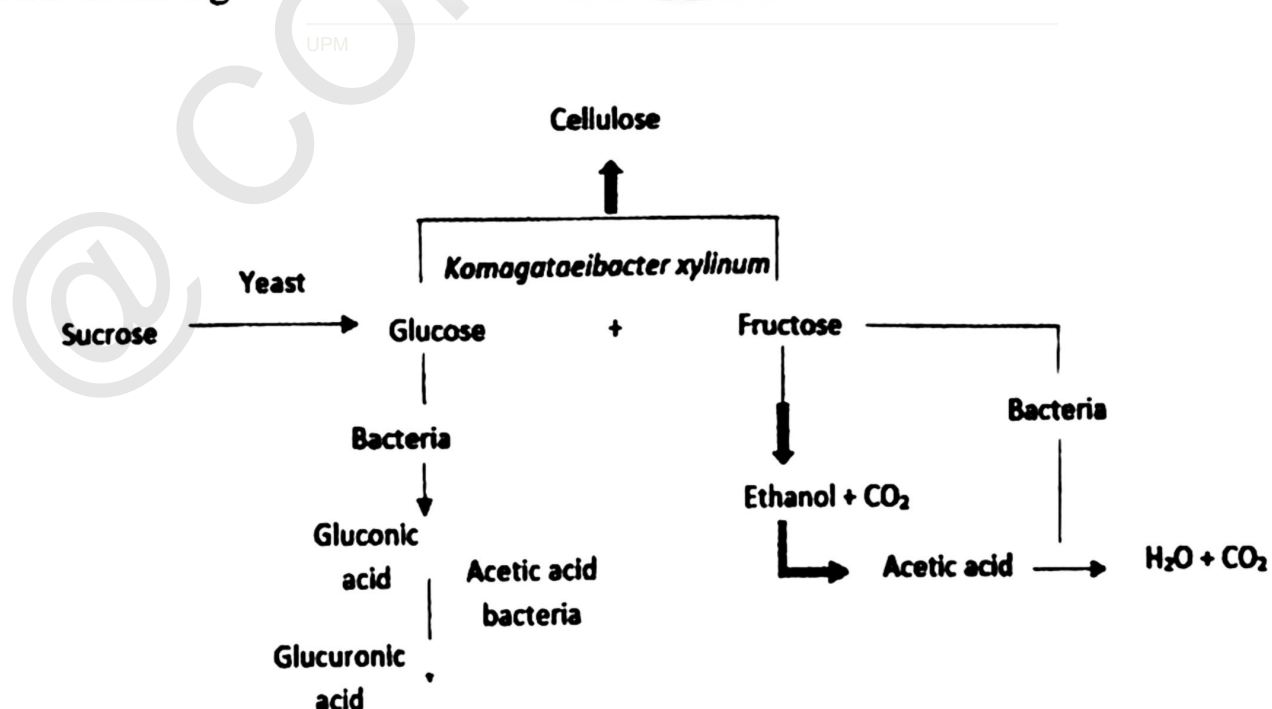 UPM
@ CO
Cellulose
Komagataeibacter xylinum
Yeast
Sucrose
Glucose
+
Fructose
Bacteria
Bacteria
Ethanol + CO₂
Gluconic
acid
Acetic acid
bacteria
Acetic acid
H₂O + CO₂
Glucuronic
acid